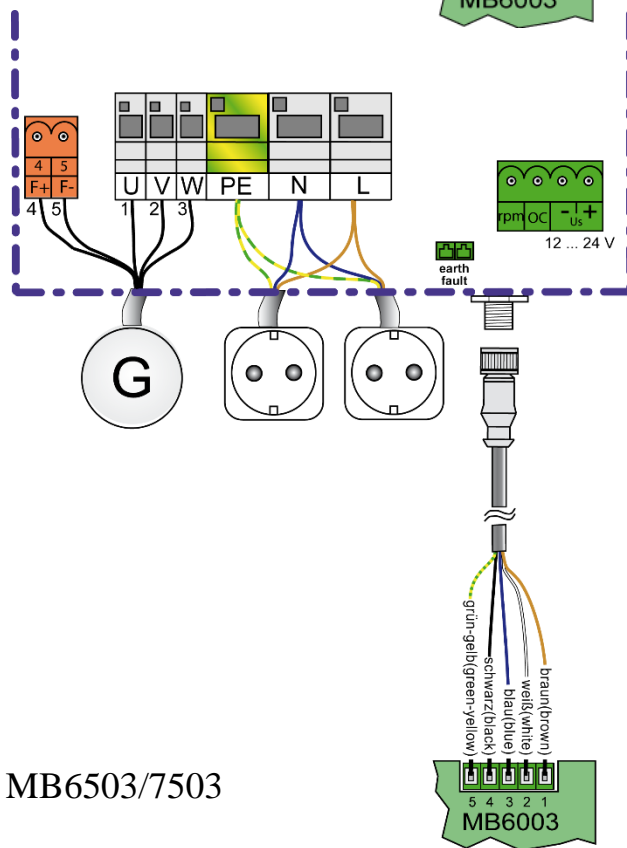 MB6003
4 5
F+ F-
4 5
U V W PE N L
1 2 3
rpm OC - Us +
12 ... 24 V
earth
fault
G
grün-gelb(green-yellow)
schwarz(black)
blau(blue)
weiß(white)
braun(brown)
5 4 3 2 1
MB6003
MB6503/7503